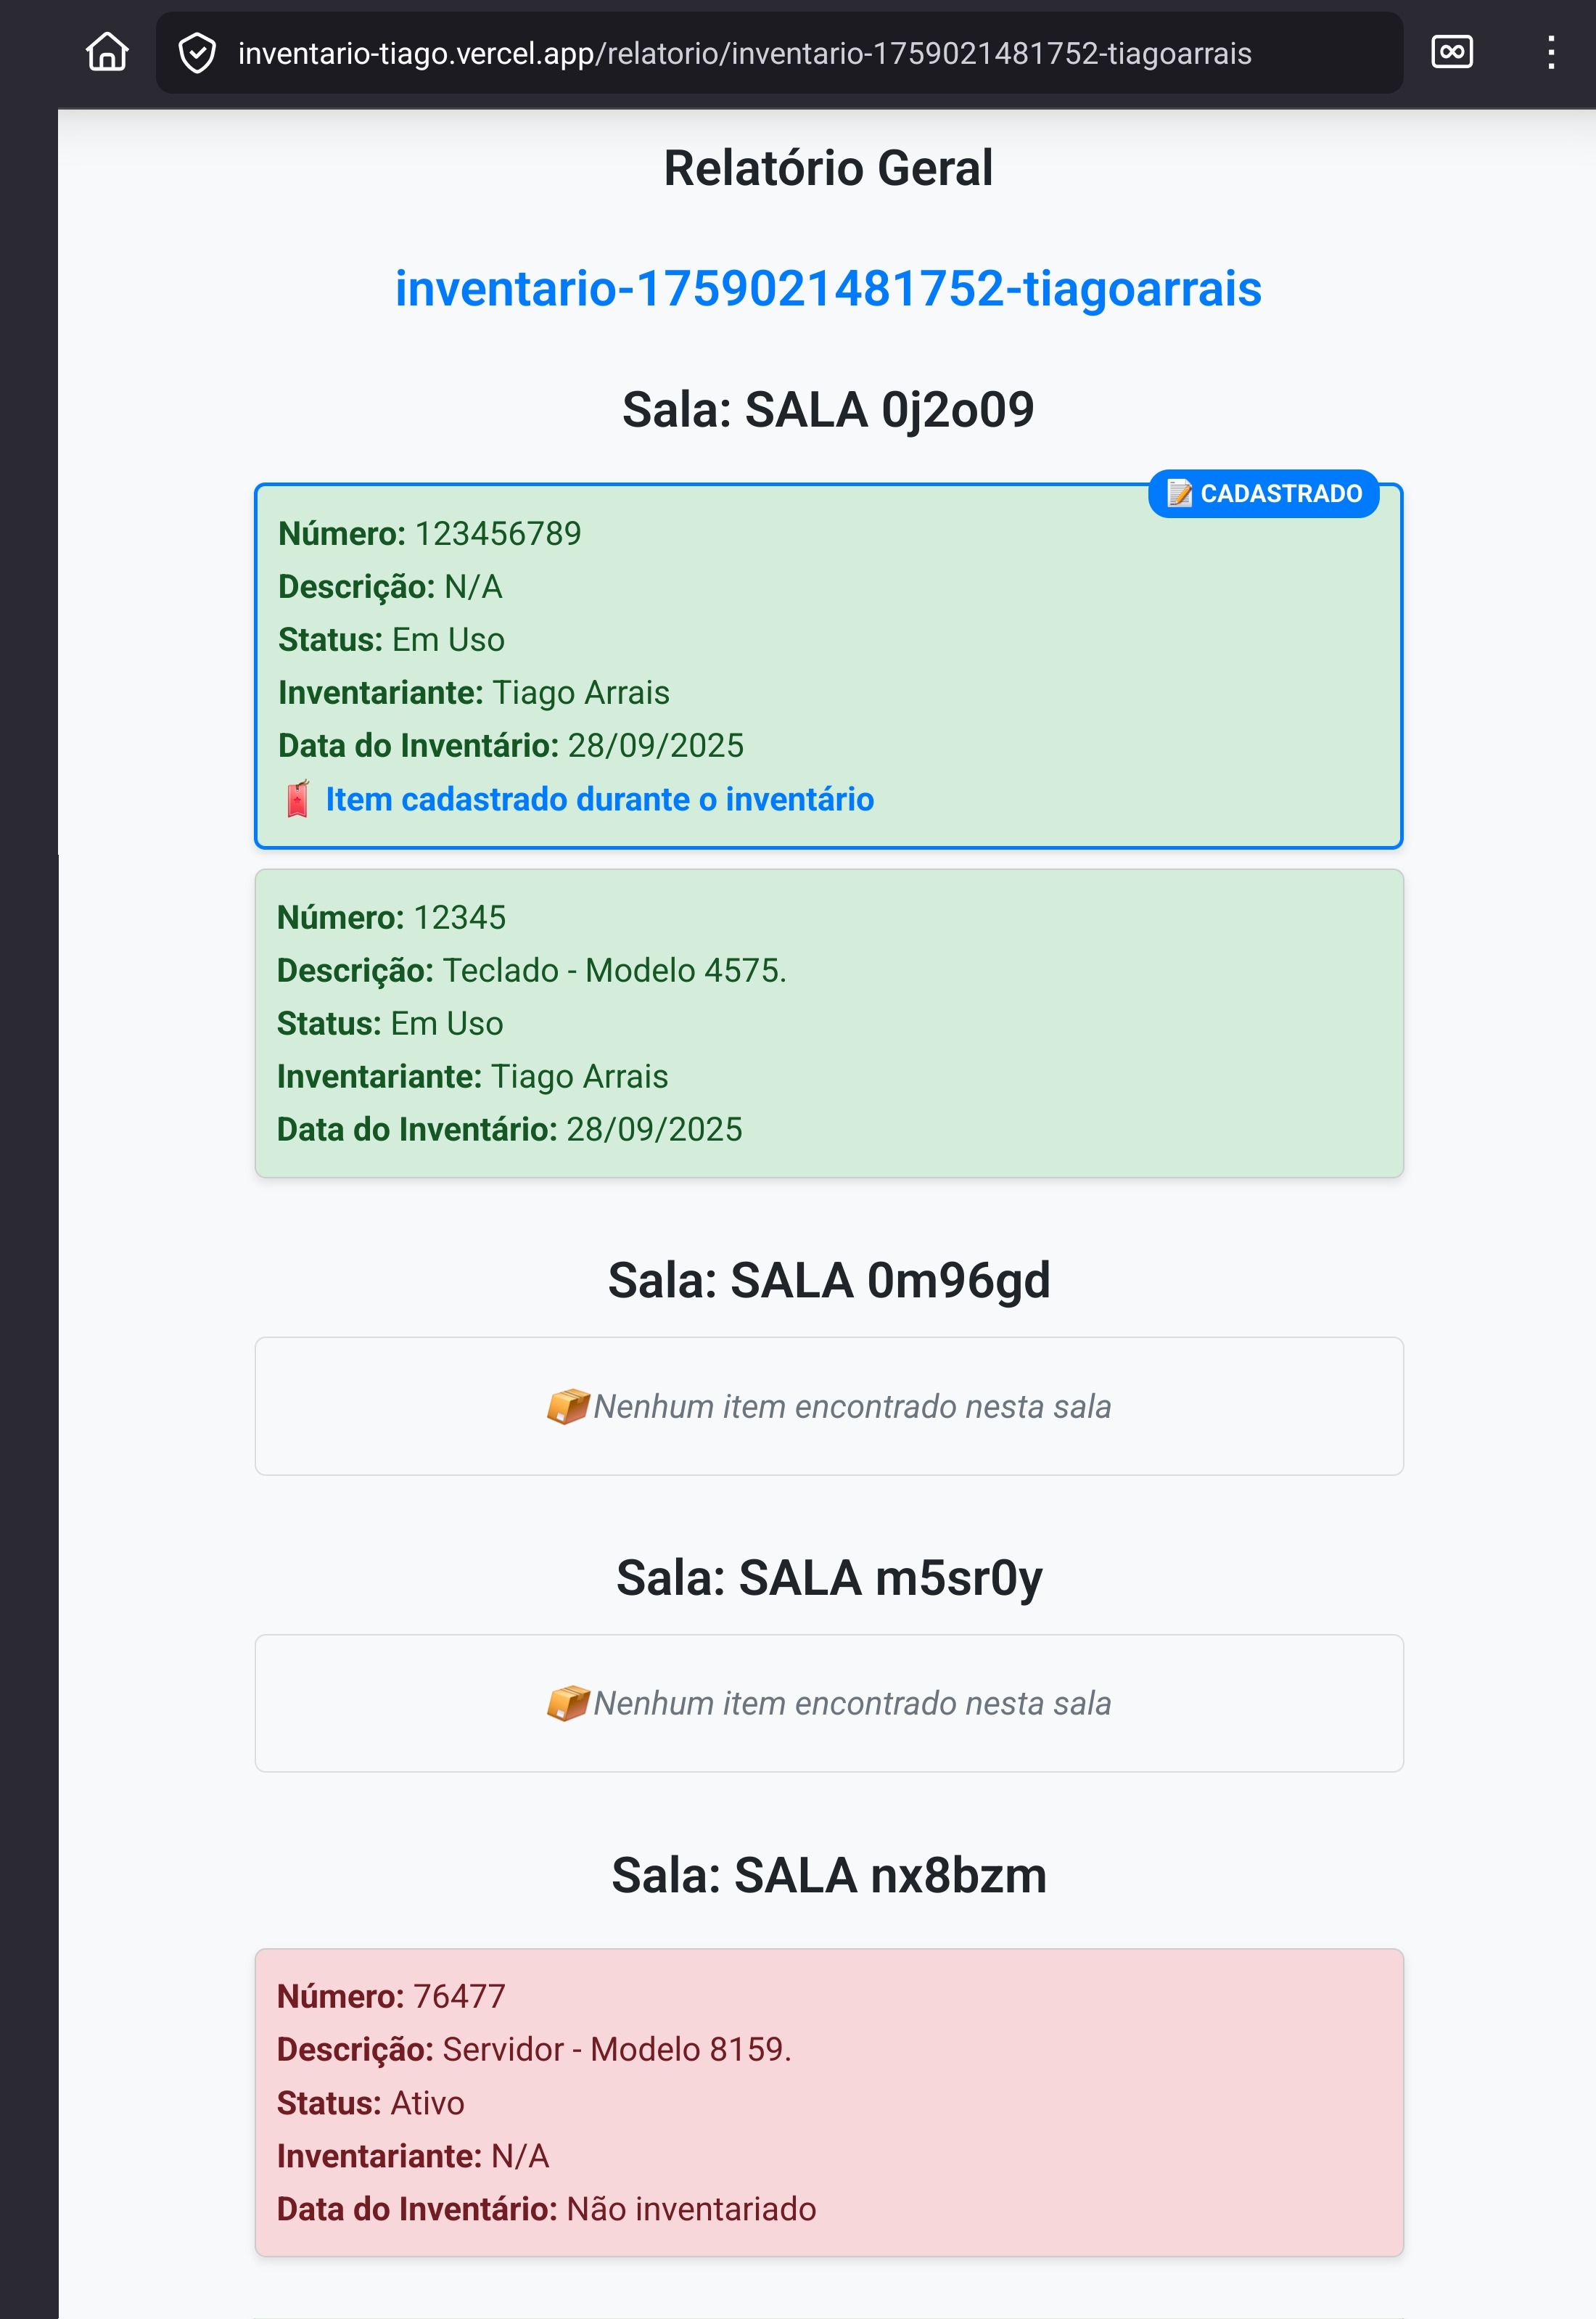 inventario-tiago.vercel.app/relatorio/inventario-1759021481752-tiagoarrais
Relatório Geral
inventario-1759021481752-tiagoarrais
Sala: SALA 0j2o09
CADASTRADO
Número: 123456789
Descrição: N/A
Status: Em Uso
Inventariante: Tiago Arrais
Data do Inventário: 28/09/2025
Item cadastrado durante o inventário
Número: 12345
Descrição: Teclado - Modelo 4575.
Status: Em Uso
Inventariante: Tiago Arrais
Data do Inventário: 28/09/2025
Sala: SALA 0m96gd
Nenhum item encontrado nesta sala
Sala: SALA m5sr0y
Nenhum item encontrado nesta sala
Sala: SALA nx8bzm
Número: 76477
Descrição: Servidor - Modelo 8159.
Status: Ativo
Inventariante: N/A
Data do Inventário: Não inventariado